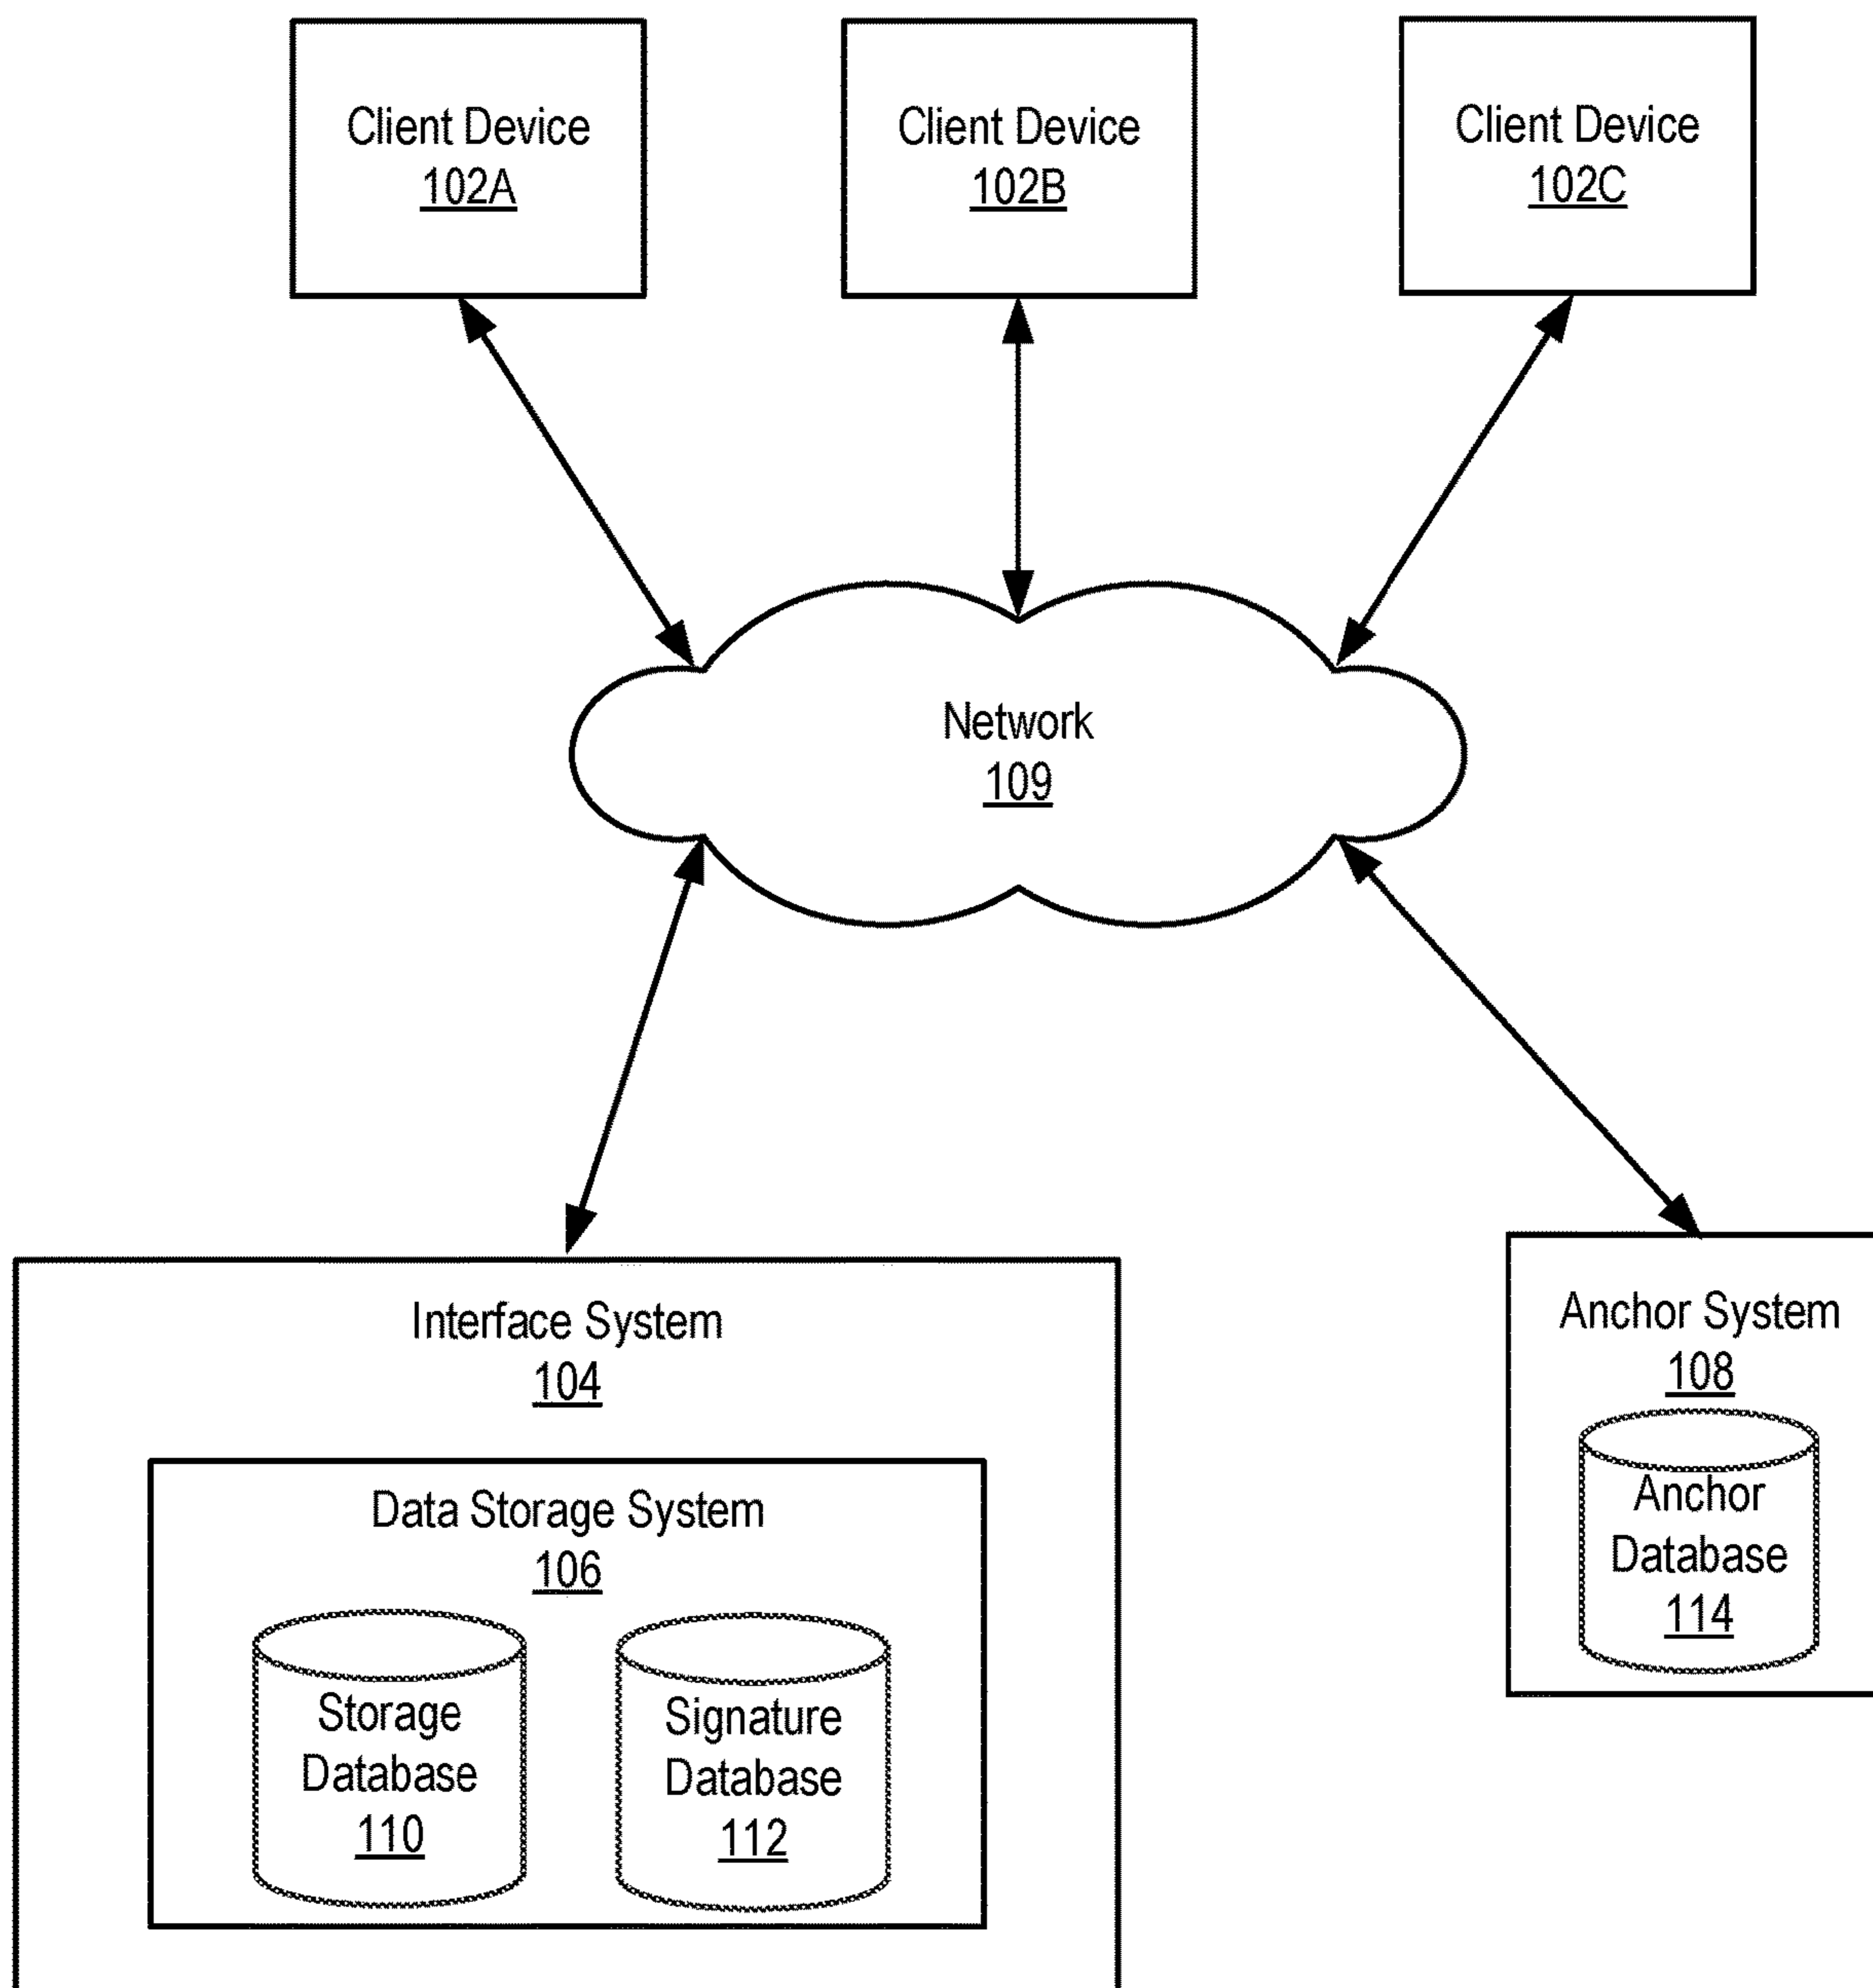 Client Device
102A
Client Device
102B
Client Device
102C
Network
109
Interface System
104
Data Storage System
106
Storage
Database
110
Signature
Database
112
Anchor System
108
Anchor
Database
114